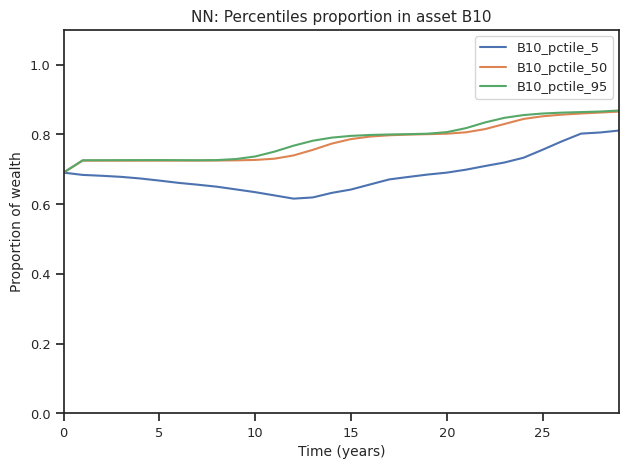 NN: Percentiles proportion in asset B10
B10_pctile_5
B10_pctile_50
B10_pctile_95
Proportion of wealth
1.0
0.8
0.6
0.4
0.2
0.0
0 5 10 15 20 25
Time (years)